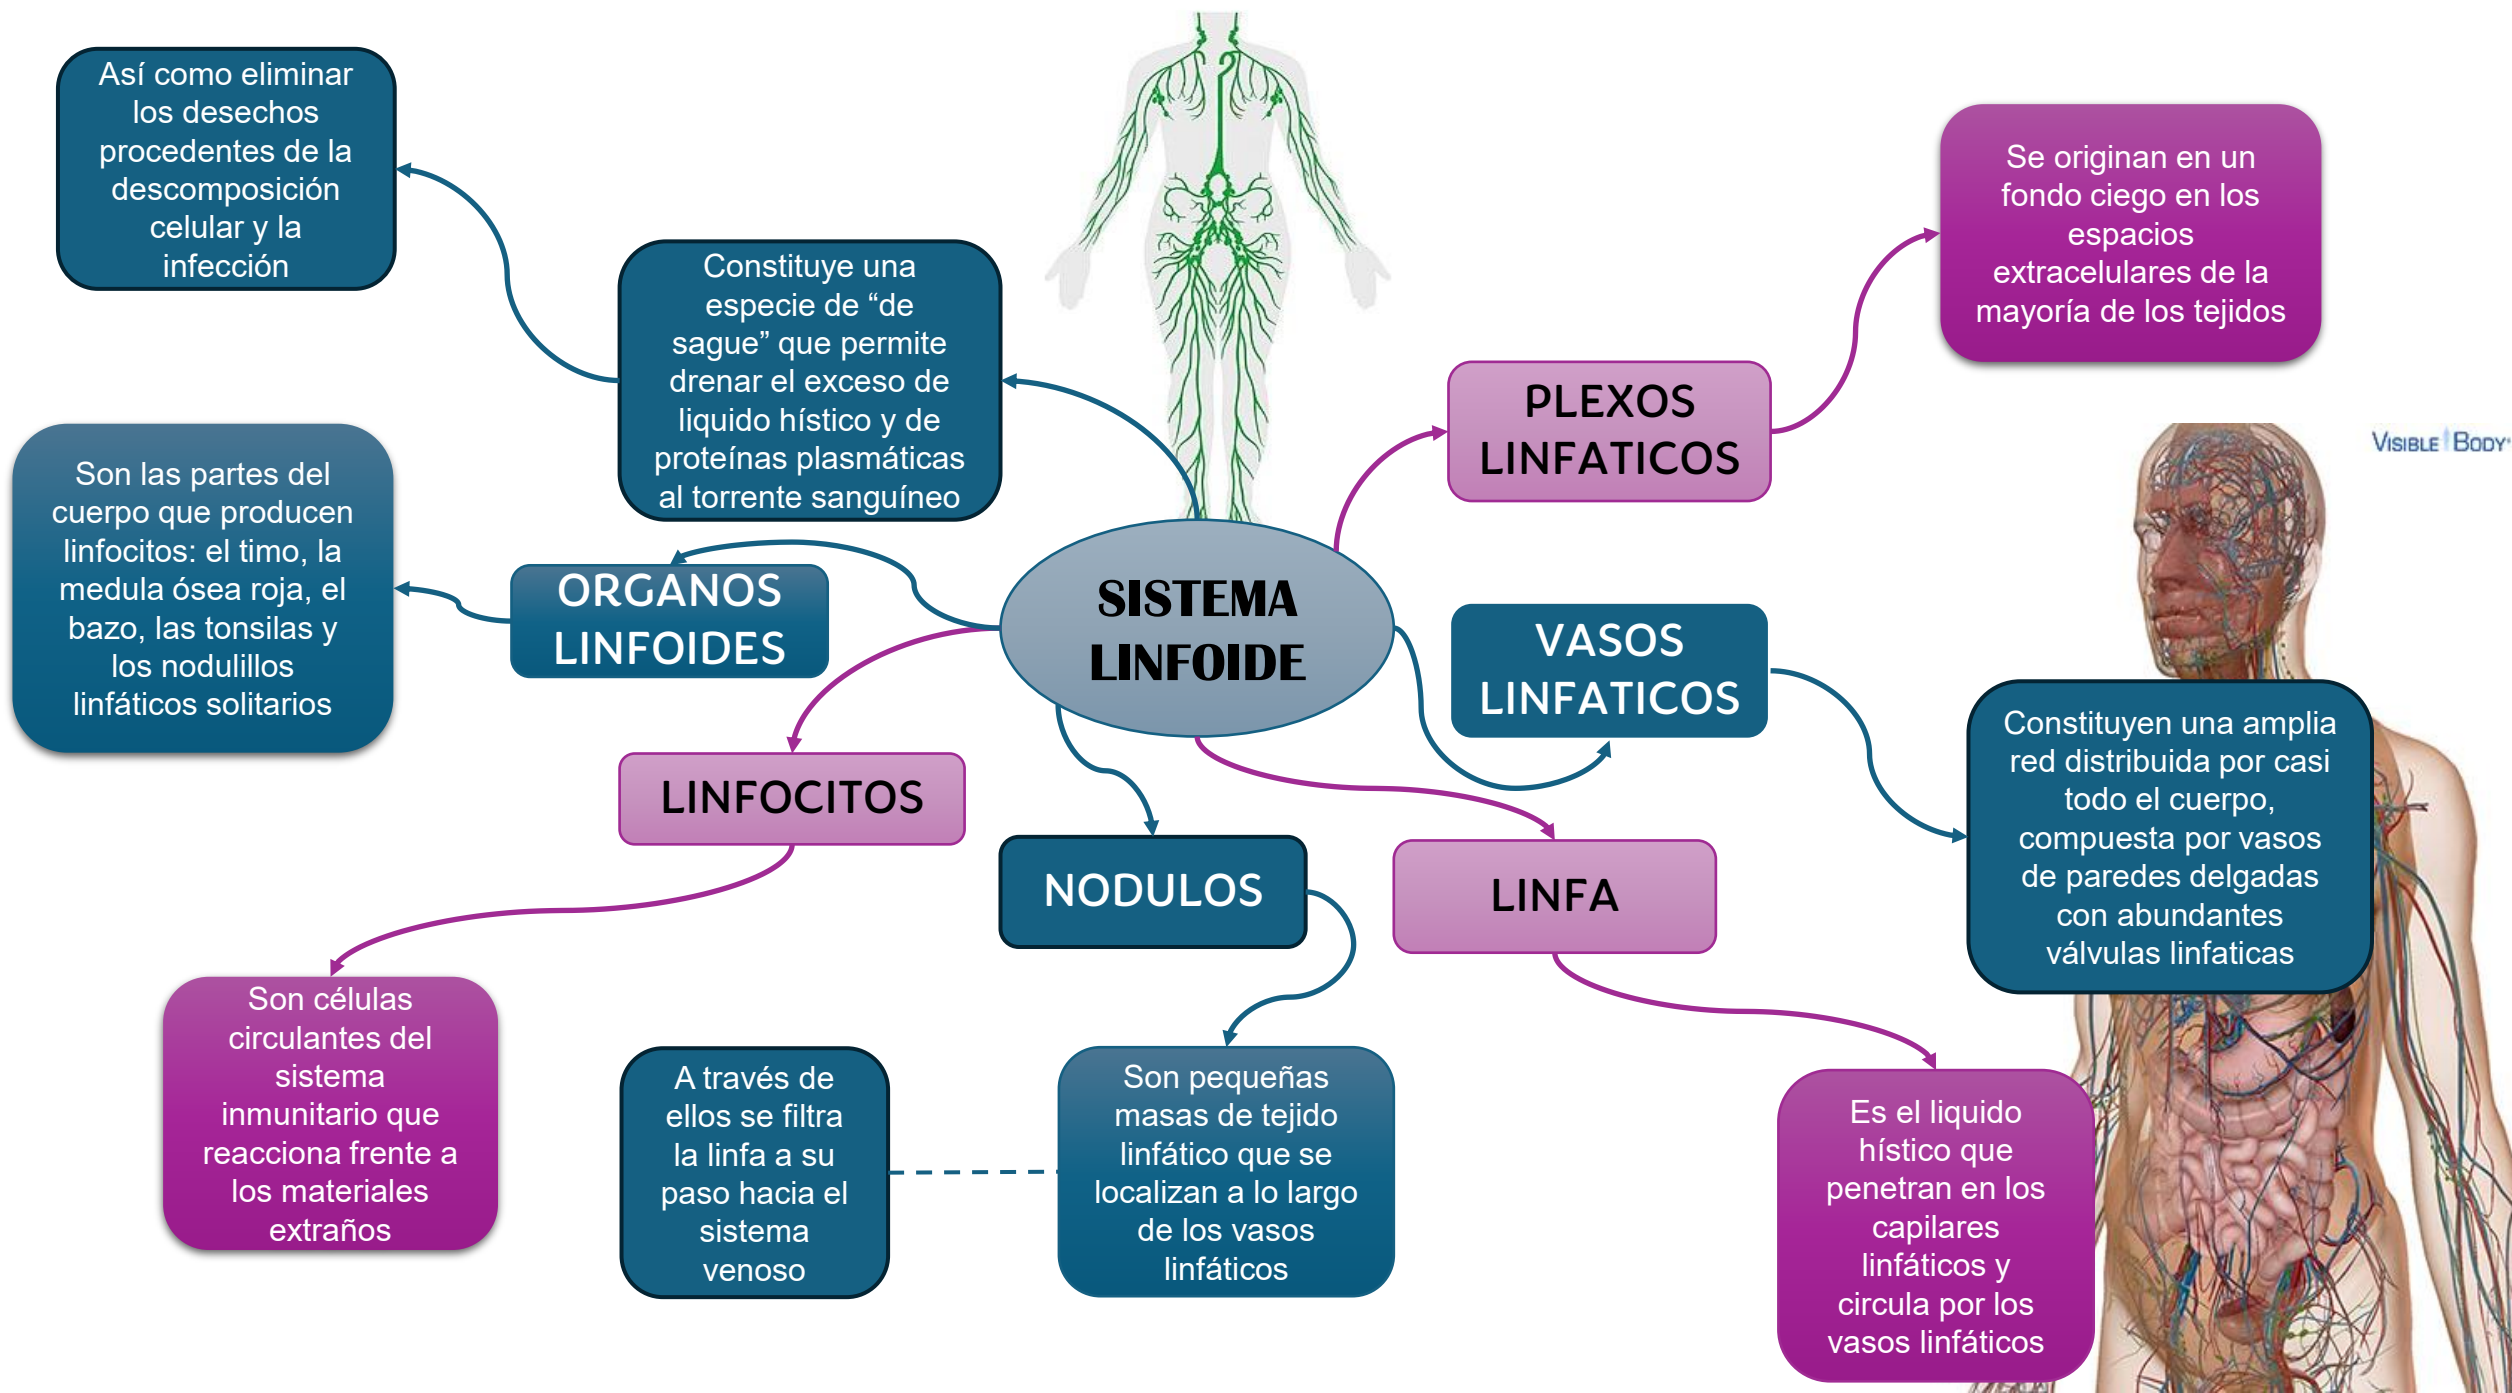 Así como eliminar
los desechos
procedentes de la
descomposición
celular y la
infección
Constituye una
especie de “de
sague” que permite
drenar el exceso de
liquido hístico y de
proteínas plasmáticas
al torrente sanguíneo
Se originan en un
fondo ciego en los
espacios
extracelulares de la
mayoría de los tejidos
PLEXOS
LINFATICOS
VISIBLE BODY
Son las partes del
cuerpo que producen
linfocitos: el timo, la
medula ósea roja, el
bazo, las tonsilas y
los nodulillos
linfáticos solitarios
ORGANOS
LINFOIDES
SISTEMA
LINFOIDE
VASOS
LINFATICOS
Constituyen una amplia
red distribuida por casi
todo el cuerpo,
compuesta por vasos
de paredes delgadas
con abundantes
válvulas linfaticas
LINFOCITOS
NODULOS
LINFA
Son células
circulantes del
sistema
inmunitario que
reacciona frente a
los materiales
extraños
A través de
ellos se filtra
la linfa a su
paso hacia el
sistema
venoso
Son pequeñas
masas de tejido
linfático que se
localizan a lo largo
de los vasos
linfáticos
Es el liquido
hístico que
penetran en los
capilares
linfáticos y
circula por los
vasos linfáticos